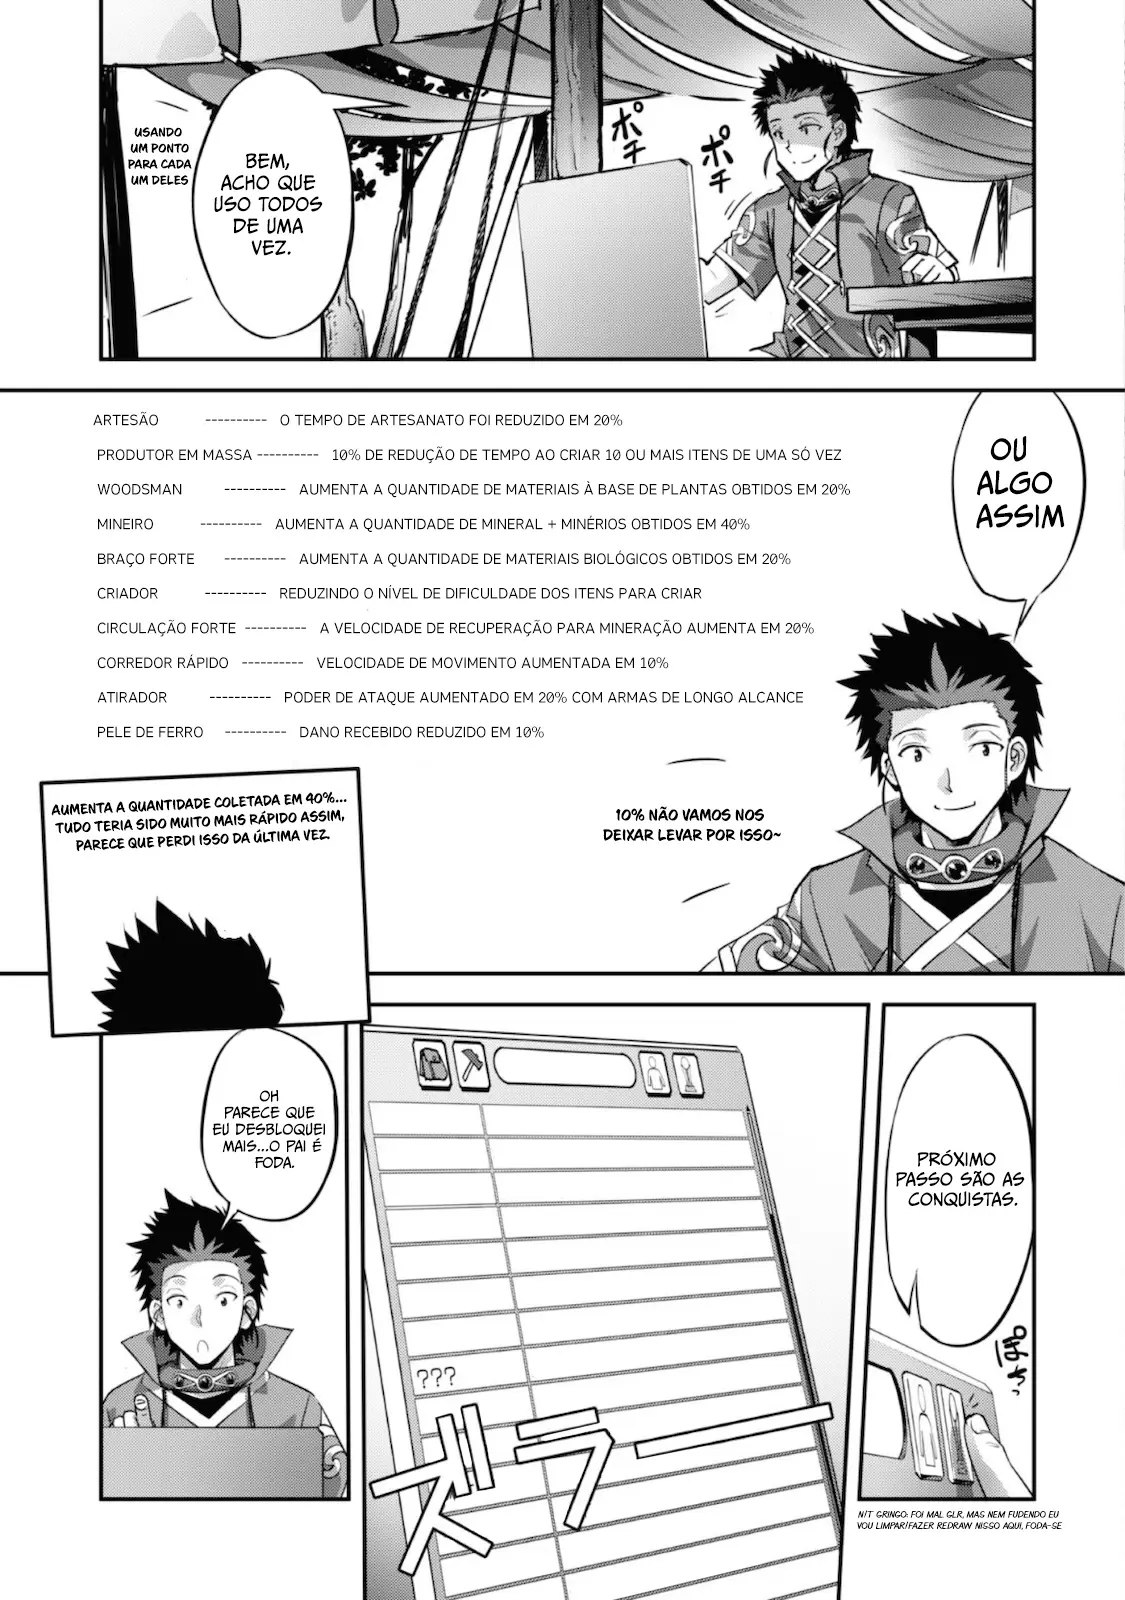 ポチ
ポチ
BEM,
ACHO QUE
USO TODOS
DE UMA
VEZ.
USANDO
UM PONTO
PARA CADA
UM DELES
OU
ALGO
ASSIM
ARTESÃO ---------- O TEMPO DE ARTESANATO FOI REDUZIDO EM 20%
PRODUTOR EM MASSA ---------- 10% DE REDUÇÃO DE TEMPO AO CRIAR 10 OU MAIS ITENS DE UMA SÓ VEZ
WOODSMAN ---------- AUMENTA A QUANTIDADE DE MATERIAIS À BASE DE PLANTAS OBTIDOS EM 20%
MINEIRO ---------- AUMENTA A QUANTIDADE DE MINERAL + MINÉRIOS OBTIDOS EM 40%
BRAÇO FORTE ---------- AUMENTA A QUANTIDADE DE MATERIAIS BIOLÓGICOS OBTIDOS EM 20%
CRIADOR ---------- REDUZINDO O NÍVEL DE DIFICULDADE DOS ITENS PARA CRIAR
CIRCULAÇÃO FORTE ---------- A VELOCIDADE DE RECUPERAÇÃO PARA MINERAÇÃO AUMENTA EM 20%
CORREDOR RÁPIDO ---------- VELOCIDADE DE MOVIMENTO AUMENTADA EM 10%
ATIRADOR ---------- PODER DE ATAQUE AUMENTADO EM 20% COM ARMAS DE LONGO ALCANCE
PELE DE FERRO ---------- DANO RECEBIDO REDUZIDO EM 10%
10% NÃO VAMOS NOS
DEIXAR LEVAR POR ISSO~
AUMENTA A QUANTIDADE COLETADA EM 40%...
TUDO TERIA SIDO MUITO MAIS RÁPIDO ASSIM,
PARECE QUE PERDI ISSO DA ÚLTIMA VEZ.
PRÓXIMO
PASSO SÃO AS
CONQUISTAS.
ぽちっ
N/T GRINGO: FOI MAL GLR, MAS NEM FUDENDO EU
VOU LIMPAR/FAZER REDRAW NISSO AQUI, FODA-SE
???
ズラー
OH
PARECE QUE
EU DESBLOQUEI
MAIS...O PAI É
FODA.